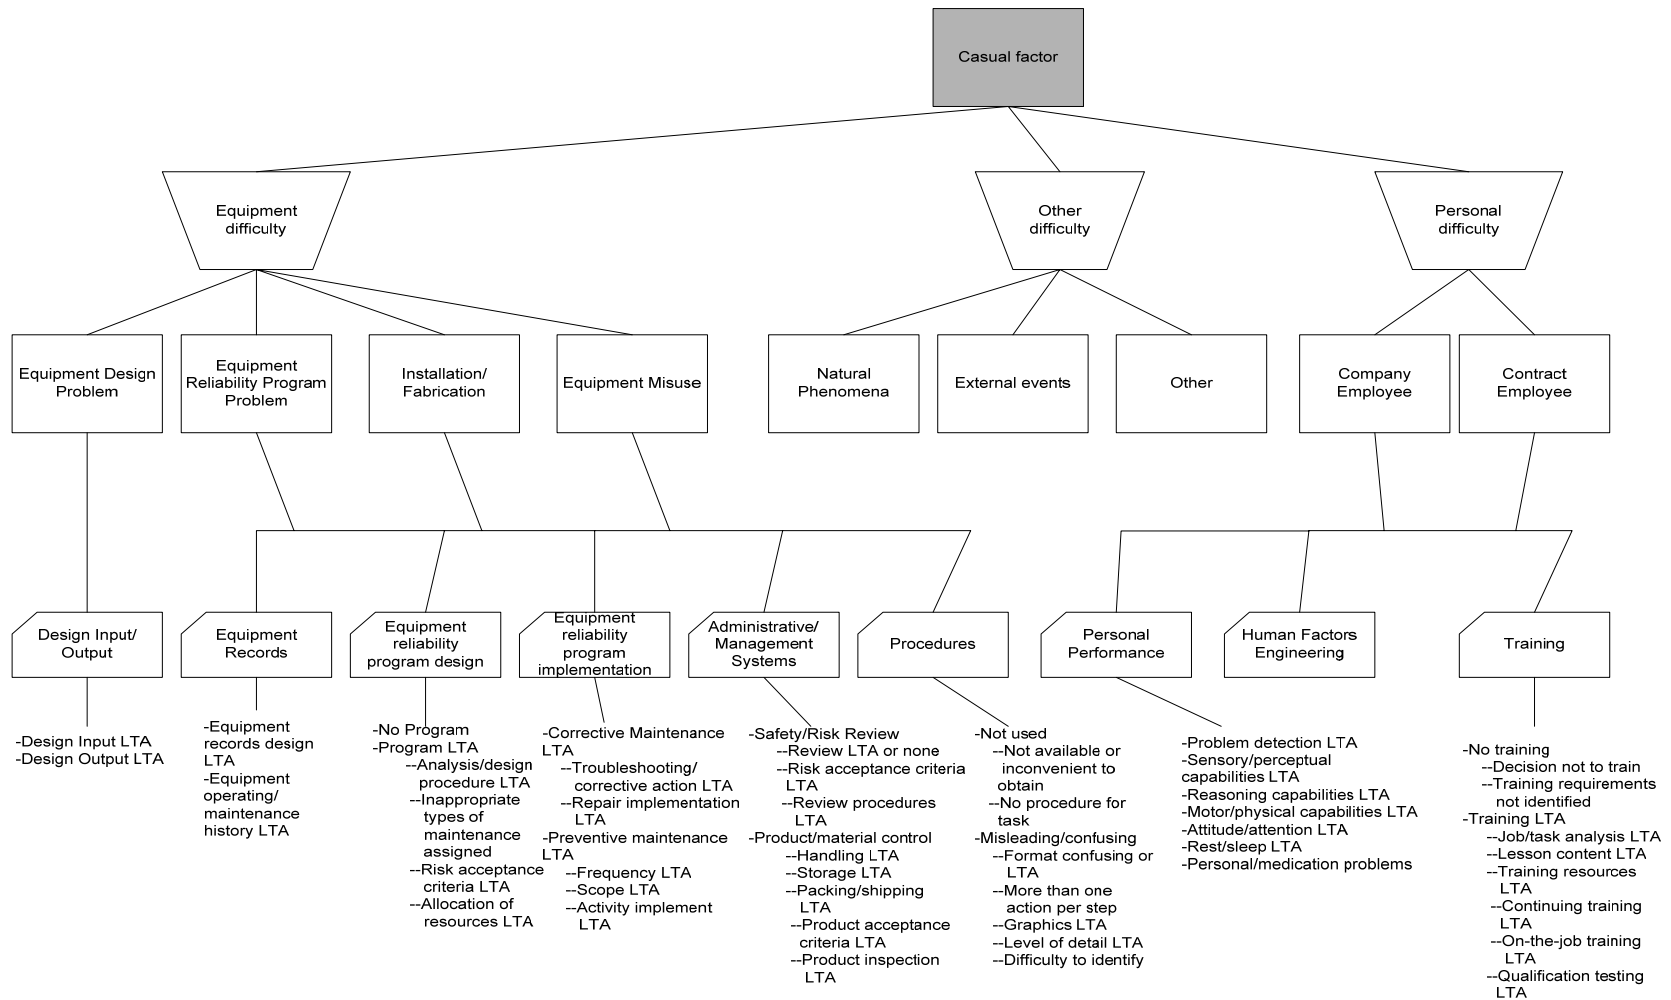 Casual factor
Equipment
difficulty
Other
difficulty
Personal
difficulty
Equipment Design
Problem
Equipment
Reliability Program
Problem
Installation/
Fabrication
Equipment Misuse
Natural
Phenomena
External events
Other
Company
Employee
Contract
Employee
Design Input/
Output
Equipment
Records
Equipment
reliability
program design
Equipment
reliability
program
implementation
Administrative/
Management
Systems
Procedures
Personal
Performance
Human Factors
Engineering
Training
-Design Input LTA
-Design Output LTA
-Equipment
records design
LTA
-Equipment
operating/
maintenance
history LTA
-No Program
-Program LTA
--Analysis/design
procedure LTA
--Inappropriate
types of
maintenance
assigned
--Risk acceptance
criteria LTA
--Allocation of
resources LTA
-Corrective Maintenance
LTA
--Troubleshooting/
corrective action LTA
--Repair implementation
LTA
-Preventive maintenance
LTA
--Frequency LTA
--Scope LTA
--Activity implement
LTA
-Safety/Risk Review
--Review LTA or none
--Risk acceptance criteria
LTA
--Review procedures
LTA
-Product/material control
--Handling LTA
--Storage LTA
--Packing/shipping
LTA
--Product acceptance
criteria LTA
--Product inspection
LTA
-Not used
--Not available or
inconvenient to
obtain
--No procedure for
task
-Misleading/confusing
--Format confusing or
LTA
--More than one
action per step
--Graphics LTA
--Level of detail LTA
--Difficulty to identify
-Problem detection LTA
-Sensory/perceptual
capabilities LTA
-Reasoning capabilities LTA
-Motor/physical capabilities LTA
-Attitude/attention LTA
-Rest/sleep LTA
-Personal/medication problems
-No training
--Decision not to train
--Training requirements
not identified
-Training LTA
--Job/task analysis LTA
--Lesson content LTA
--Training resources
LTA
--Continuing training
LTA
--On-the-job training
LTA
--Qualification testing
LTA